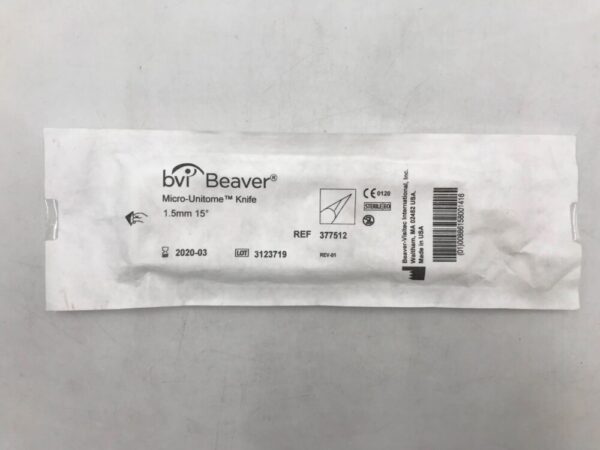 bvi Beaver®
Micro-Unitome™ Knife
1.5mm 15°
REF 377512
2020-03
LOT 3123719
REV-01
CE 0120
STERILE EO
Beaver-Visitec International, Inc.
Waltham, MA 02452 USA.
Made in USA